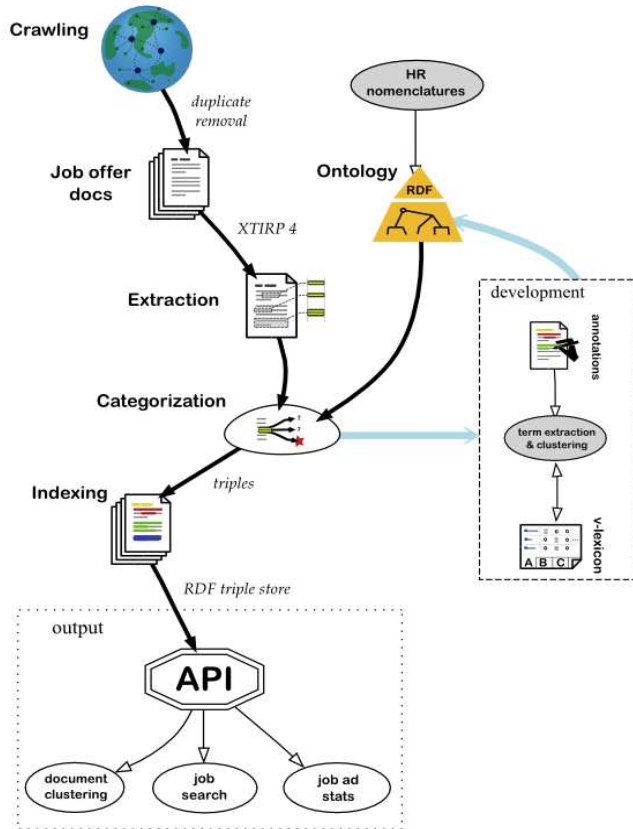 Crawling
duplicate
removal
HR
nomenclatures
Job offer
docs
Ontology
RDF
XTIRP 4
Extraction
development
annotations
Categorization
?
?
term extraction
& clustering
Indexing
triples
v-lexicon
A B C
RDF triple store
output
API
document
clustering
job
search
job ad
stats